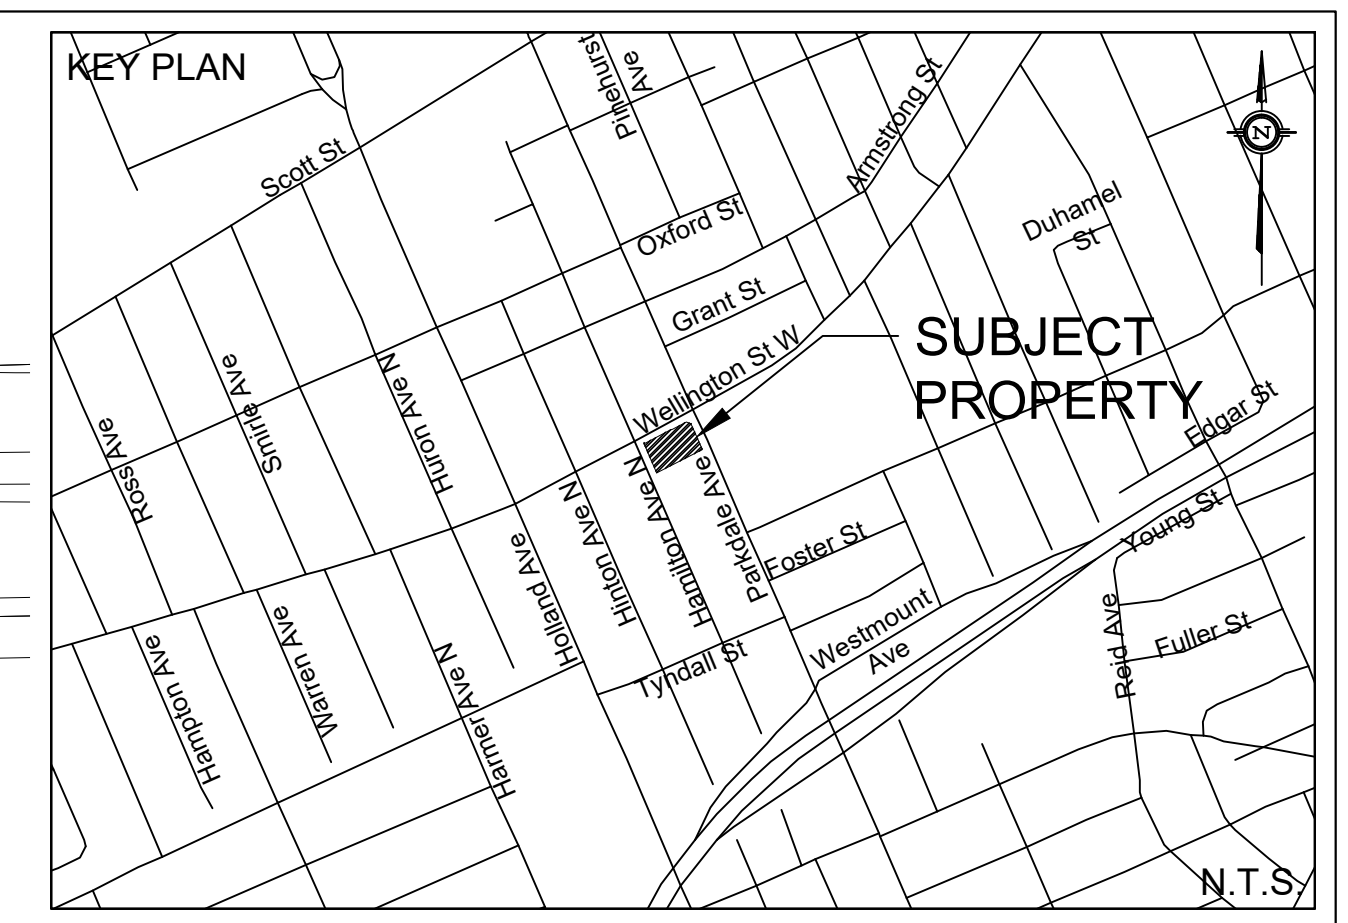 KEY PLAN
Pinehurst
Ave
Armstrong St
N
Scott St
Duhamel
St
Oxford St
Grant St
SUBJECT
PROPERTY
Wellington St W
Edgar St
Smirle Ave
Huron Ave N
Ross Ave
Hinton Ave N
Hamilton Ave N
Parkdale Ave
Holland Ave
Foster St
Young St
Westmount
Ave
Reid Ave
Fuller St
Tyndall St
Hampton Ave
Warren Ave
Harmer Ave N
N.T.S.